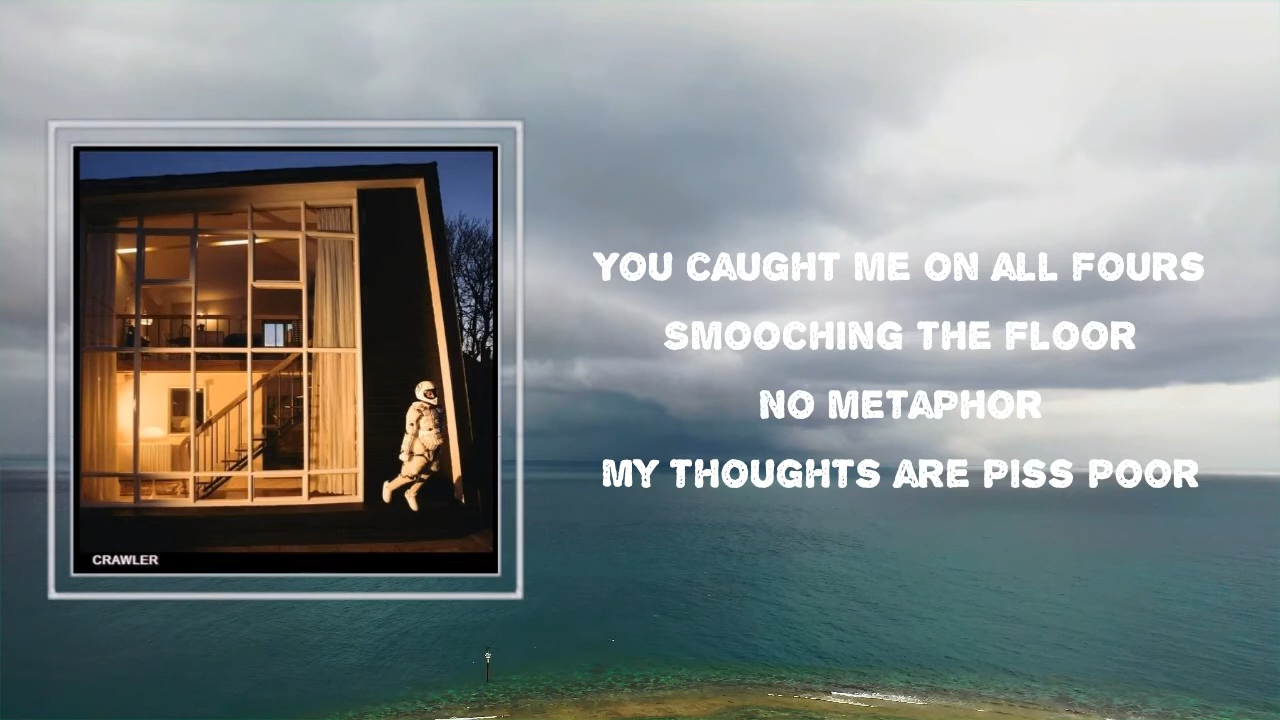 YOU CAUGHT ME ON ALL FOURS
SMOOCHING THE FLOOR
NO METAPHOR
MY THOUGHTS ARE PISS POOR
CRAWLER